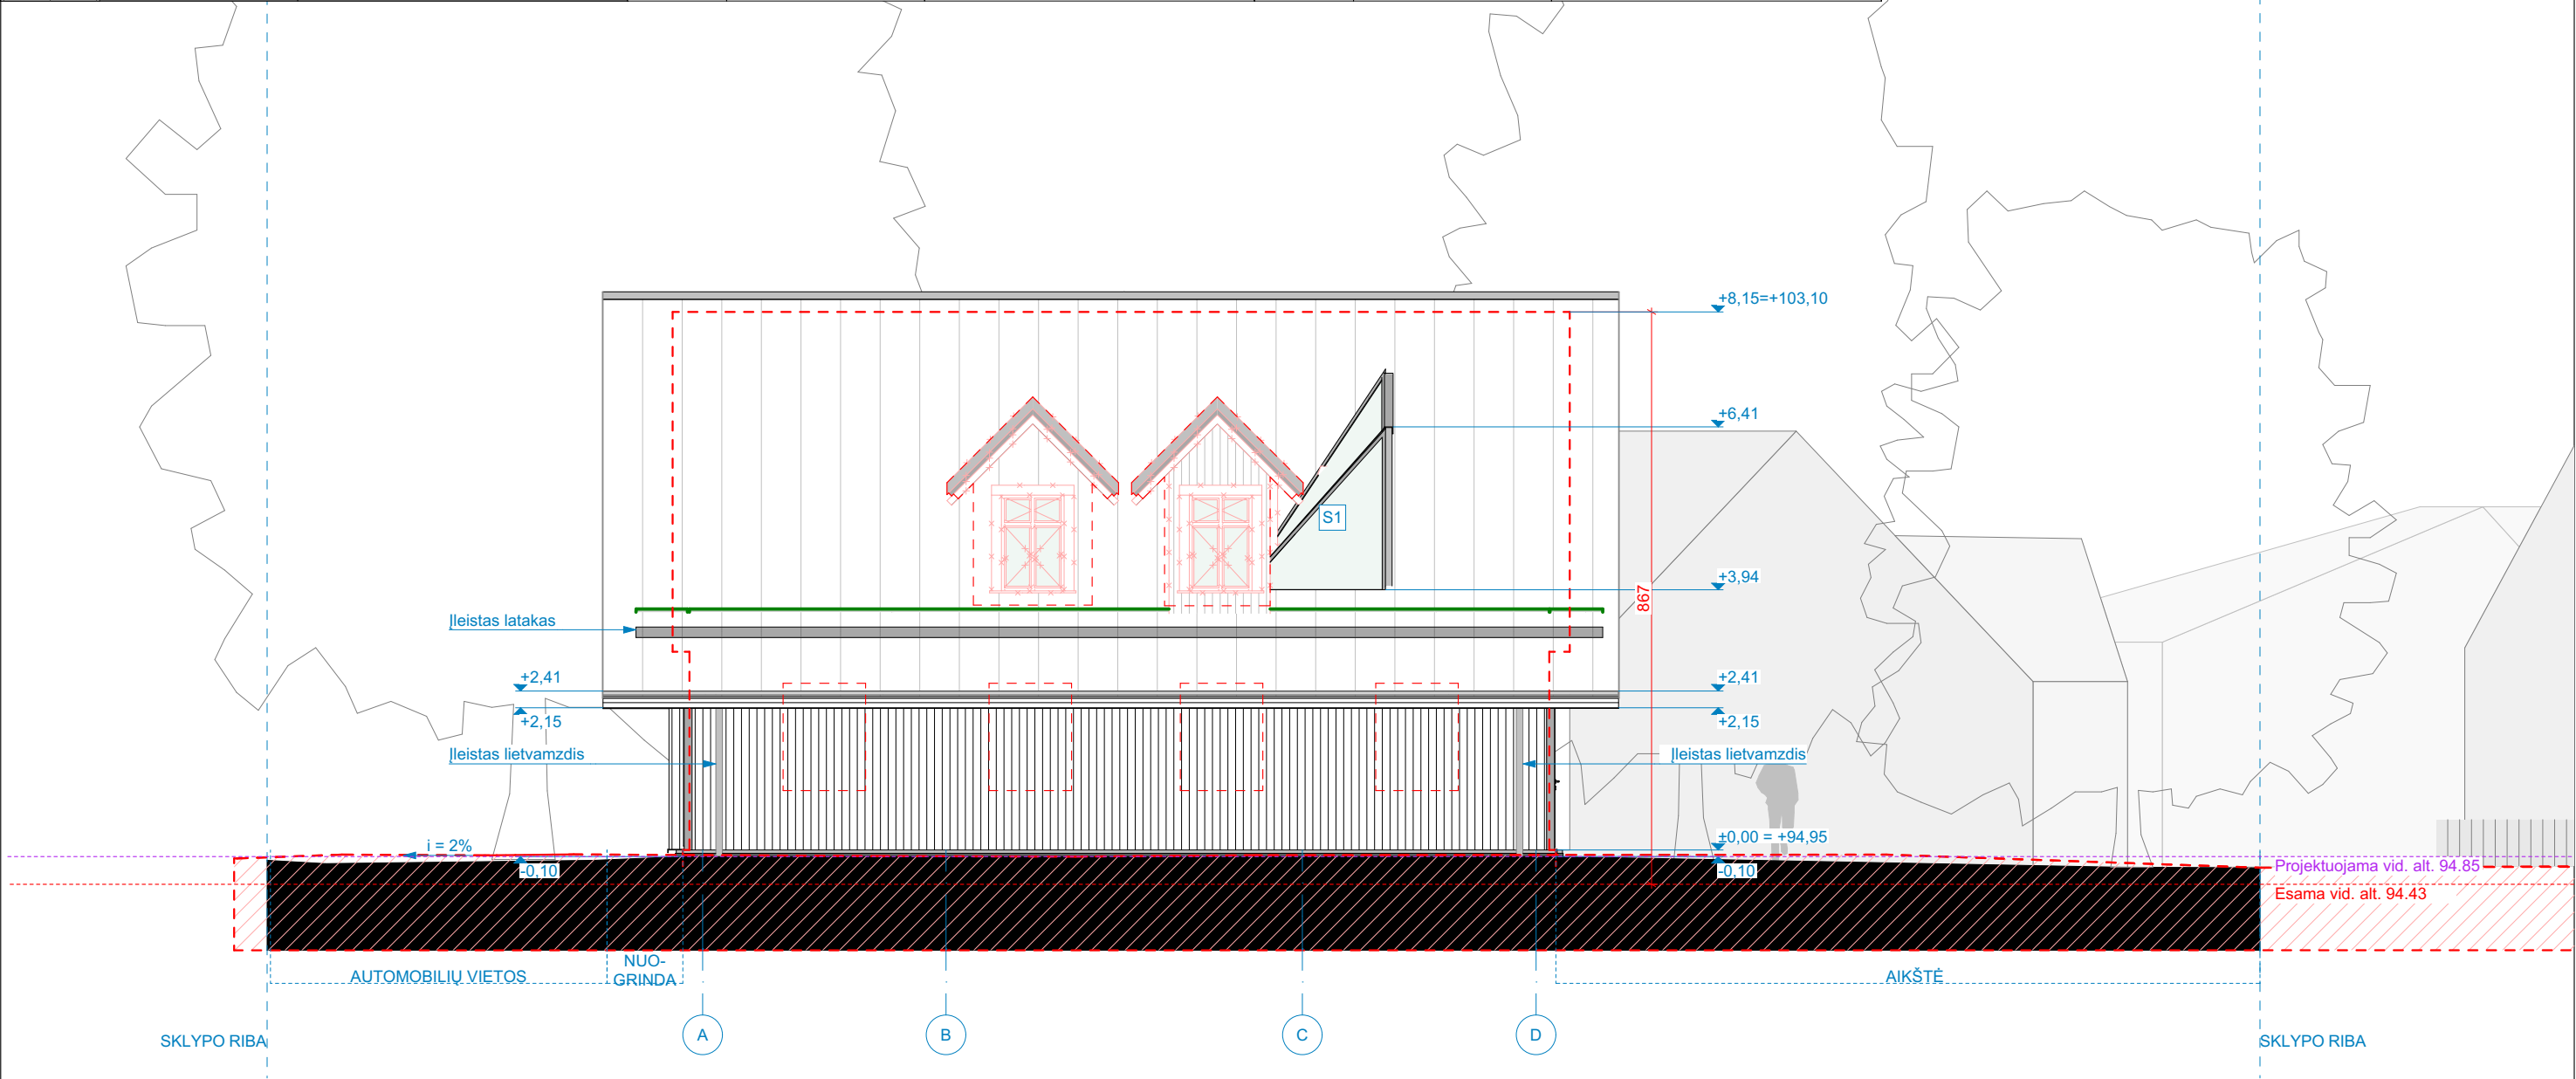 +8,15=+103,10
+6,41
S1
+3,94
867
Įleistas latakas
+2,41
+2,41
+2,15
+2,15
Įleistas lietvamzdis
Įleistas lietvamzdis
i = 2%
±0,00 = +94,95
-0,10
-0,10
Projektuojama vid. alt. 94.85
Esama vid. alt. 94.43
AUTOMOBILIŲ VIETOS
NUO-
GRINDA
AIKŠTĖ
A
B
C
D
SKLYPO RIBA
SKLYPO RIBA